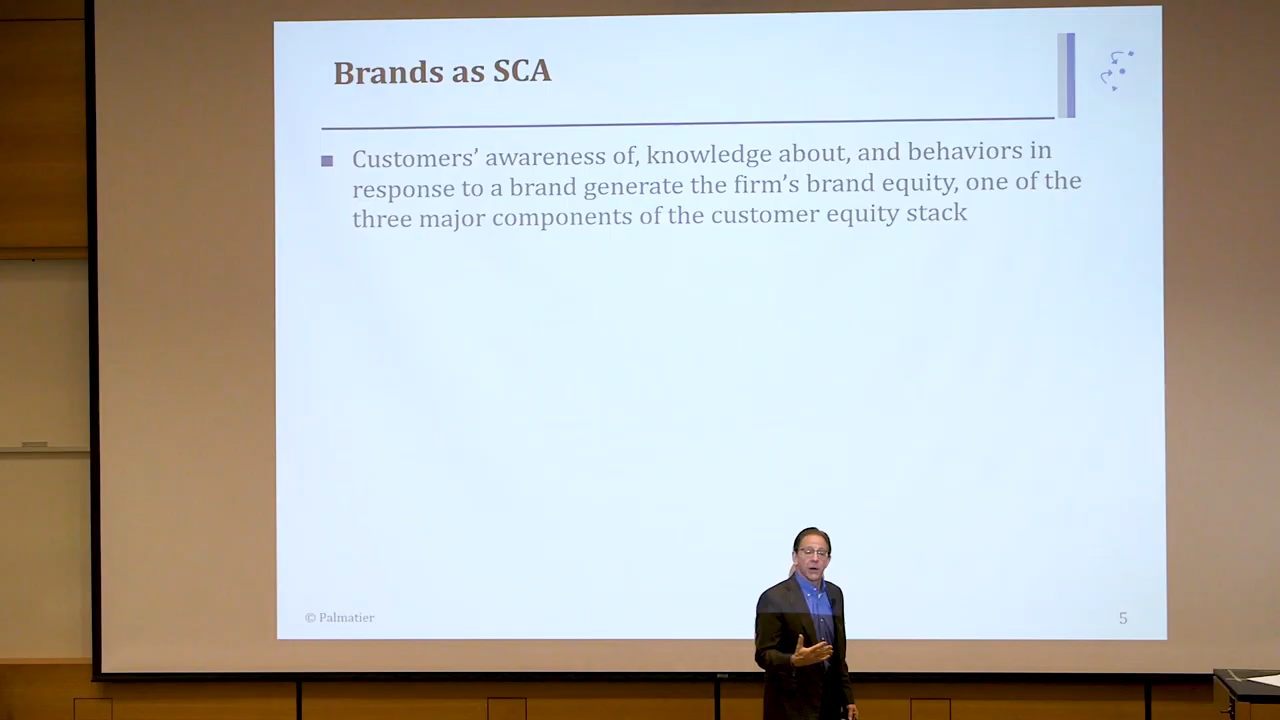 Brands as SCA
Customers’ awareness of, knowledge about, and behaviors in
response to a brand generate the firm’s brand equity, one of the
three major components of the customer equity stack
© Palmatier
5